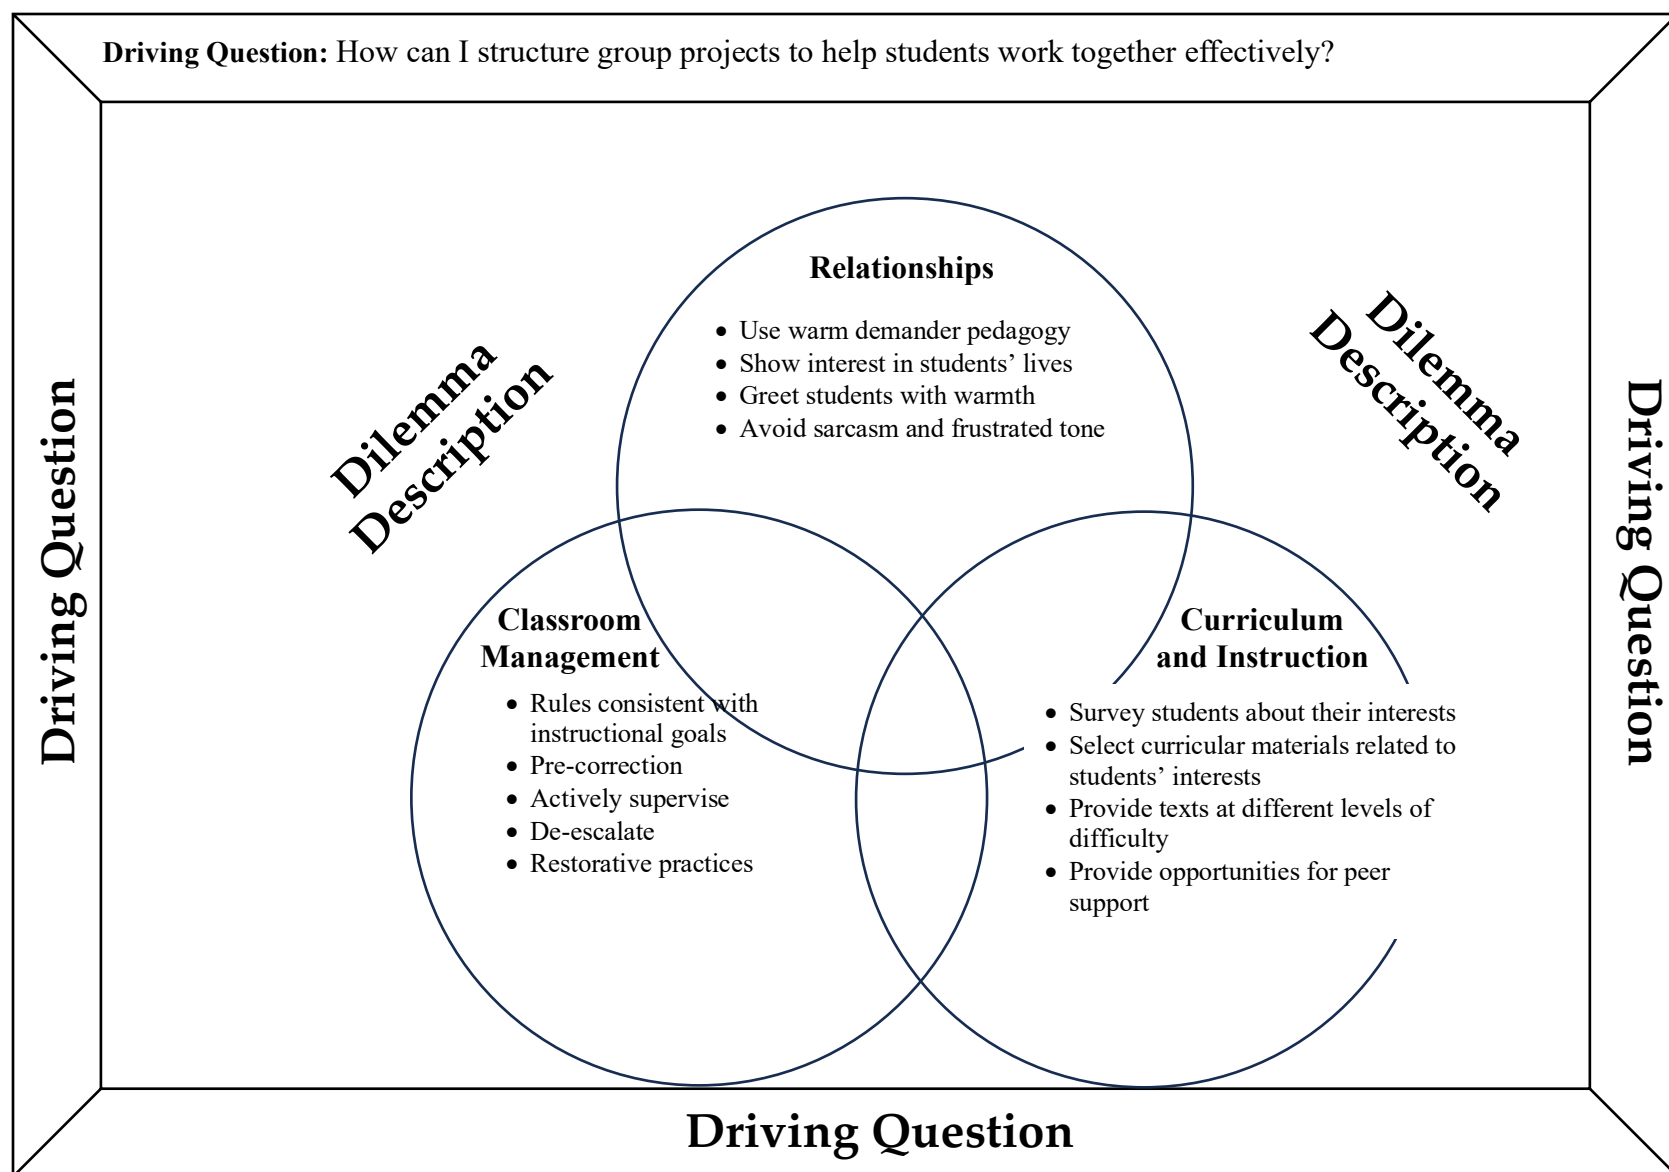 Driving Question: How can I structure group projects to help students work together effectively?
Relationships
• Use warm demander pedagogy
• Show interest in students’ lives
• Greet students with warmth
• Avoid sarcasm and frustrated tone
Dilemma
Description
Dilemma
Description
Driving Question
Driving Question
Classroom
Management
• Rules consistent with
instructional goals
• Pre-correction
• Actively supervise
• De-escalate
• Restorative practices
Curriculum
and Instruction
• Survey students about their interests
• Select curricular materials related to
students’ interests
• Provide texts at different levels of
difficulty
• Provide opportunities for peer
support
Driving Question